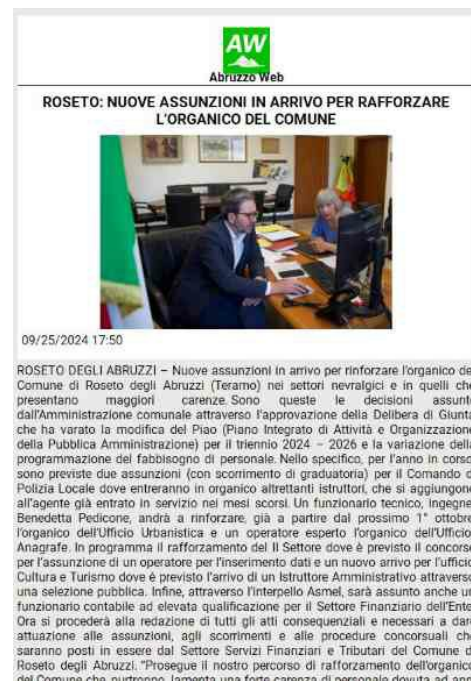 AW
Abruzzo Web
ROSETO: NUOVE ASSUNZIONI IN ARRIVO PER RAFFORZARE
L'ORGANICO DEL COMUNE
09/25/2024 17:50
ROSETO DEGLI ABRUZZI – Nuove assunzioni in arrivo per rinforzare l'organico de
Comune di Roseto degli Abruzzi (Teramo) nei settori nevralgici e in quelli che
presentano maggiori carenze. Sono queste le decisioni assunte
dall'Amministrazione comunale attraverso l'approvazione della Delibera di Giunta
che ha varato la modifica del Piao (Piano Integrato di Attività e Organizzazione
della Pubblica Amministrazione) per il triennio 2024 – 2026 e la variazione della
programmazione del fabbisogno di personale. Nello specifico, per l'anno in corso
sono previste due assunzioni (con scorrimento di graduatoria) per il Comando d
Polizia Locale dove entreranno in organico altrettanti istruttori, che si aggiungono
all'agente già entrato in servizio nei mesi scorsi. Un funzionario tecnico, ingegner
Benedetta Pedicone, andrà a rinforzare, già a partire dal prossimo 1° ottobre
l'organico dell'Ufficio Urbanistica e un operatore esperto l'organico dell'Ufficio
Anagrafe. In programma il rafforzamento del II Settore dove è previsto il concorso
per l'assunzione di un operatore per l'inserimento dati e un nuovo arrivo per l'ufficio
Cultura e Turismo dove è previsto l'arrivo di un Istruttore Amministrativo attraverso
una selezione pubblica. Infine, attraverso l'interpello Asmel, sarà assunto anche un
funzionario contabile ad elevata qualificazione per il Settore Finanziario dell'Ente
Ora si procederà alla redazione di tutti gli atti consequenziali e necessari a dare
attuazione alle assunzioni, agli scorrimenti e alle procedure concorsuali che
saranno posti in essere dal Settore Servizi Finanziari e Tributari del Comune d
Roseto degli Abruzzi. "Prosegue il nostro percorso di rafforzamento dell'organico
del Comune che, purtroppo, lamenta una forte carenza di personale dovuta ad ann